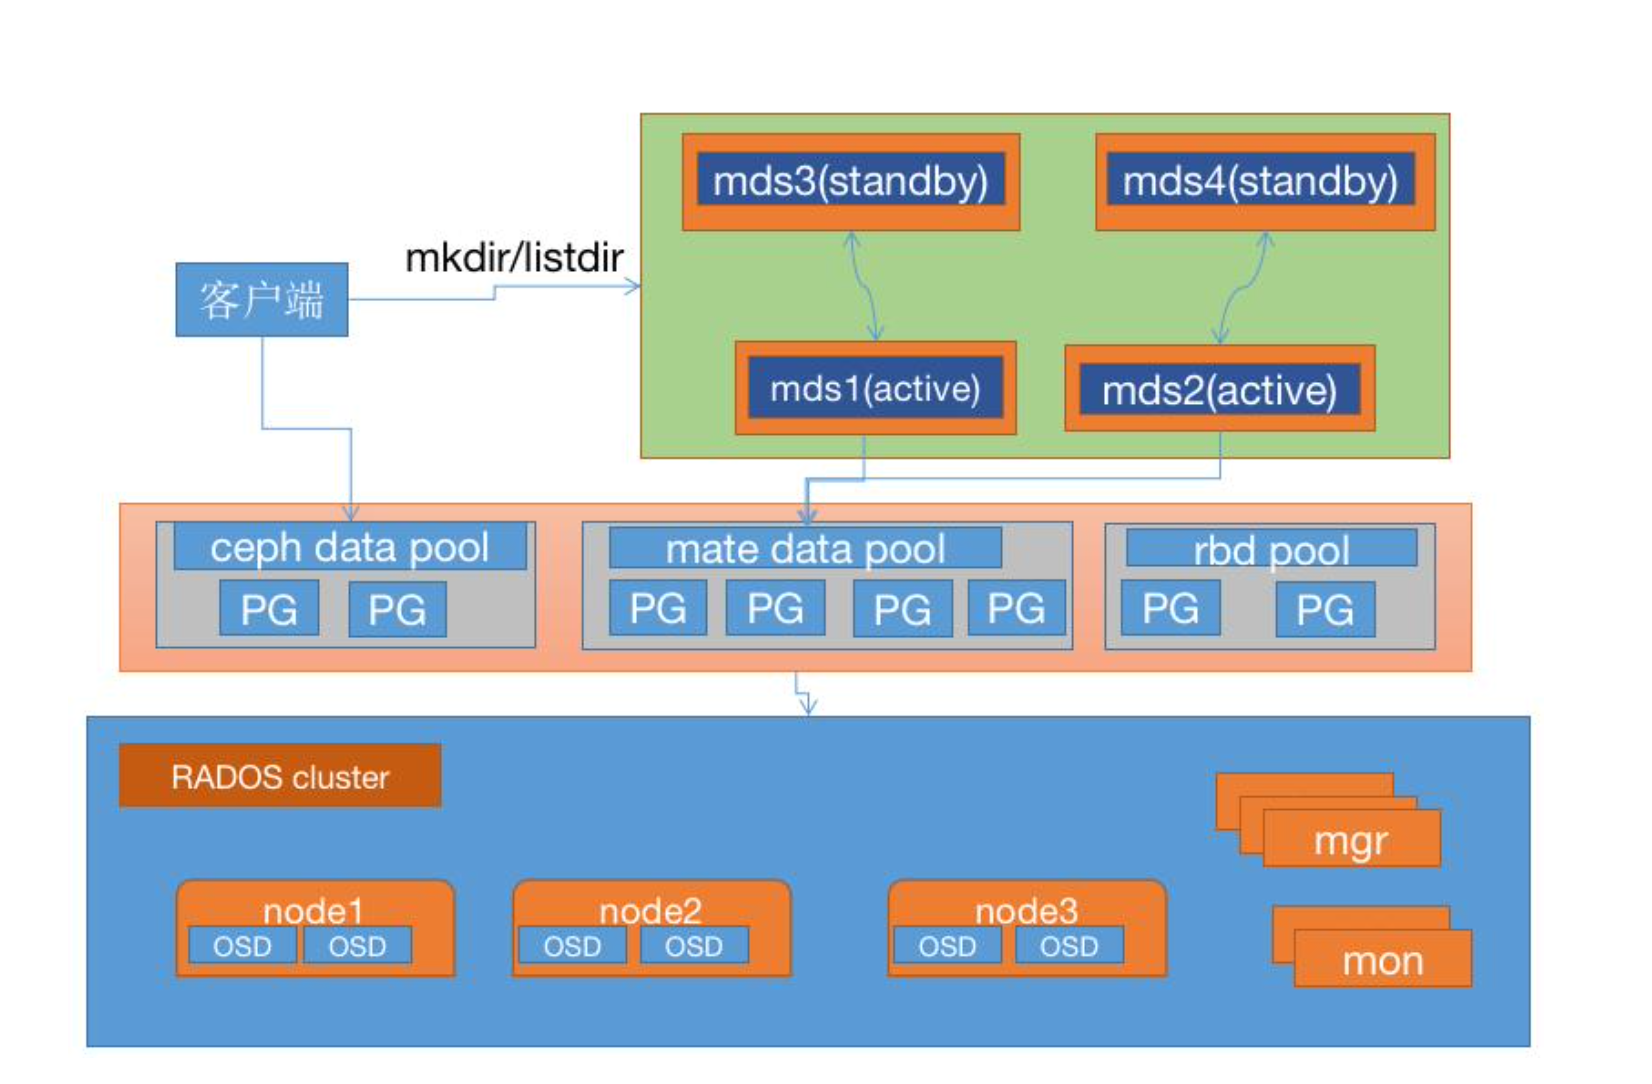 mds3(standby)
mds4(standby)
mkdir/listdir
客户端
mds1(active)
mds2(active)
ceph data pool
mate data pool
rbd pool
PG
PG
PG
PG
PG
PG
PG
PG
RADOS cluster
mgr
node1
node2
node3
OSD
OSD
OSD
OSD
OSD
OSD
mon